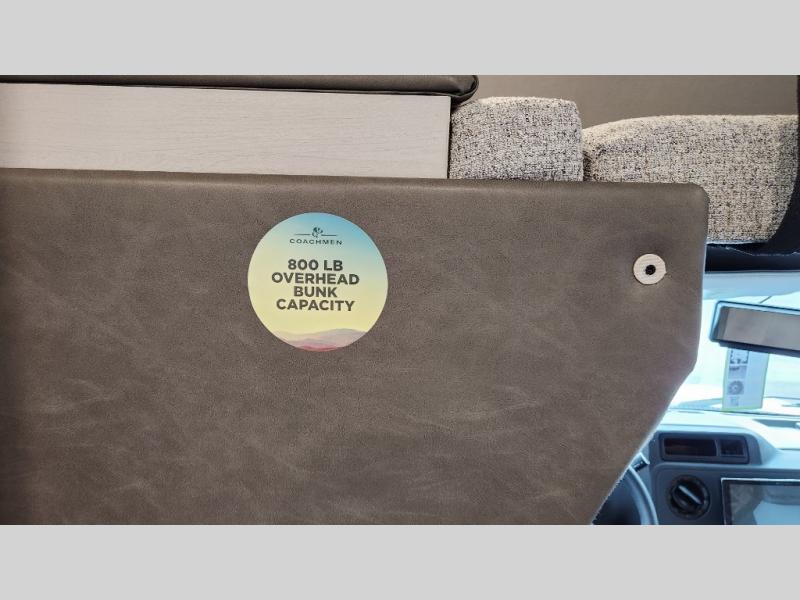 COACHMEN
800 LB
OVERHEAD
BUNK
CAPACITY